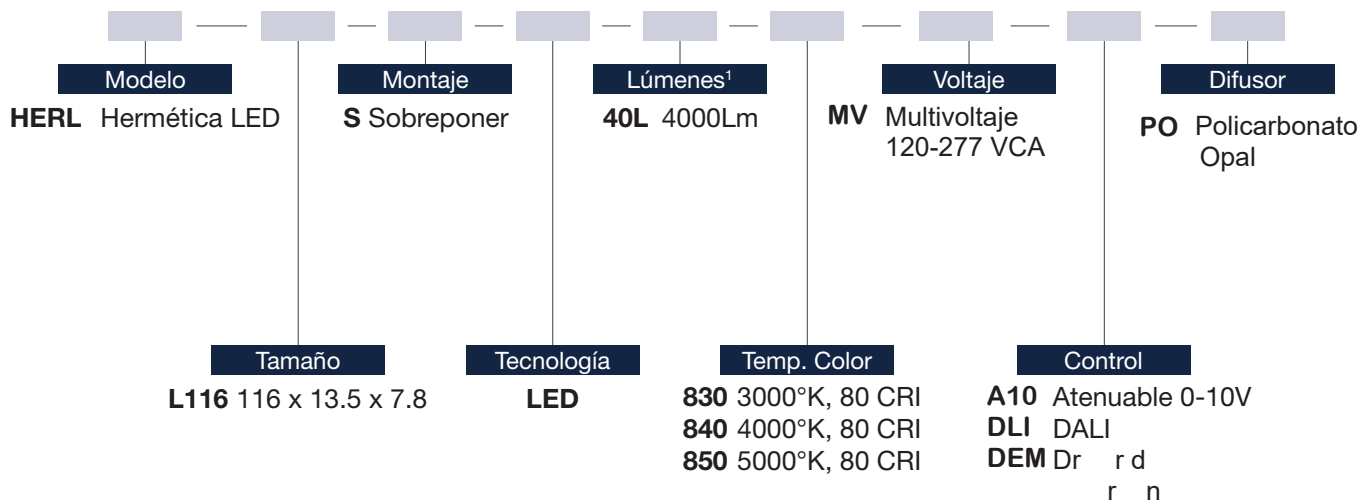 Modelo
HERL Hermética LED
Montaje
S Sobreponer
Lúmenes¹
40L 4000Lm
Voltaje
MV Multivoltaje
120-277 VCA
Difusor
PO Policarbonato
Opal
Tamaño
L116 116 x 13.5 x 7.8
Tecnología
LED
Temp. Color
830 3000°K, 80 CRI
840 4000°K, 80 CRI
850 5000°K, 80 CRI
Control
A10 Atenuable 0-10V
DLI DALI
DEM